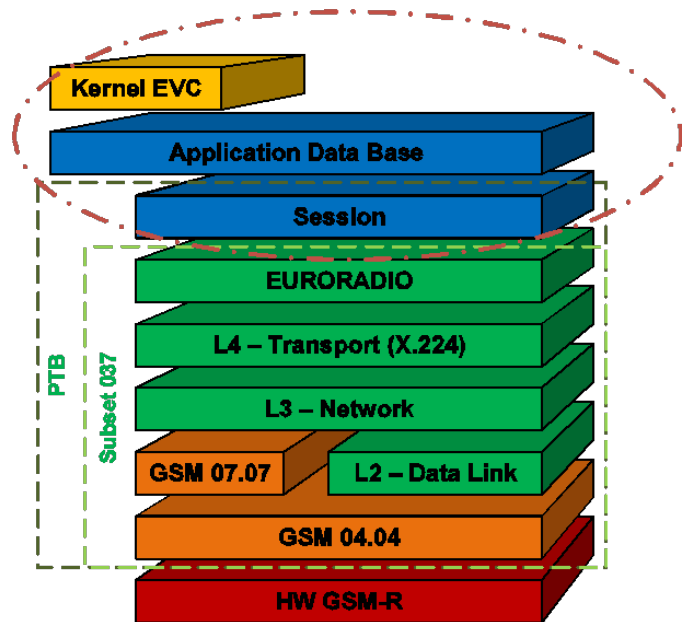 Kernel EVC
Application Data Base
Session
EURORADIO
L4 – Transport (X.224)
L3 – Network
GSM 07.07
L2 – Data Link
GSM 04.04
HW GSM-R
PTB
Subset 037